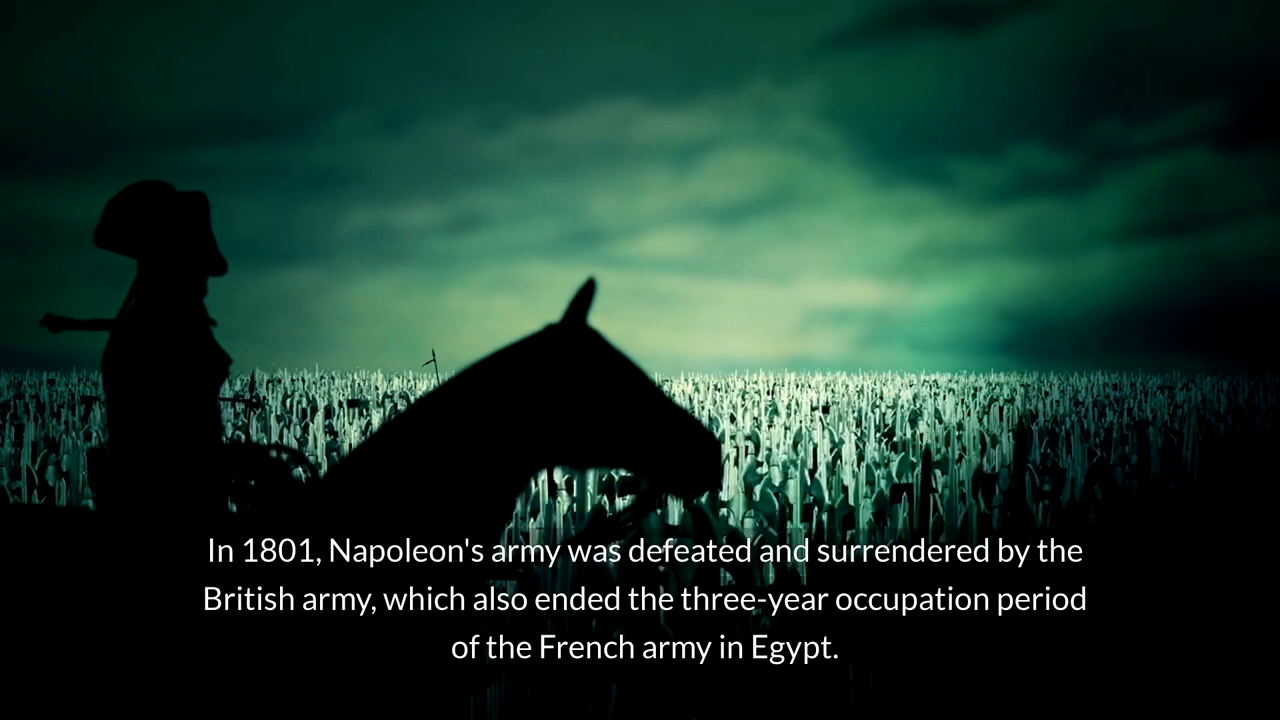 In 1801, Napoleon's army was defeated and surrendered by the
British army, which also ended the three-year occupation period
of the French army in Egypt.